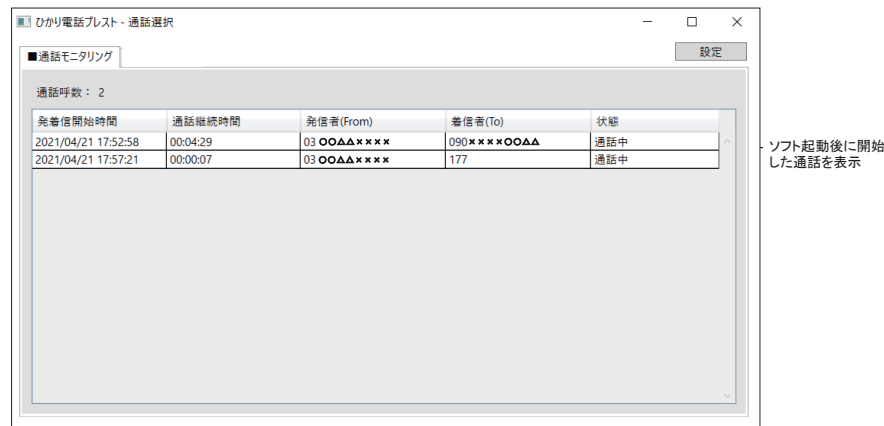 ひかり電話プレスト - 通話選択
■通話モニタリング
設定
通話呼数： 2
発着信開始時間 通話継続時間 発信者(From) 着信者(To) 状態
2021/04/21 17:52:58 00:04:29 03 ○○△△×××× 090××××○○△△ 通話中
2021/04/21 17:57:21 00:00:07 03 ○○△△×××× 177 通話中
ソフト起動後に開始
した通話を表示